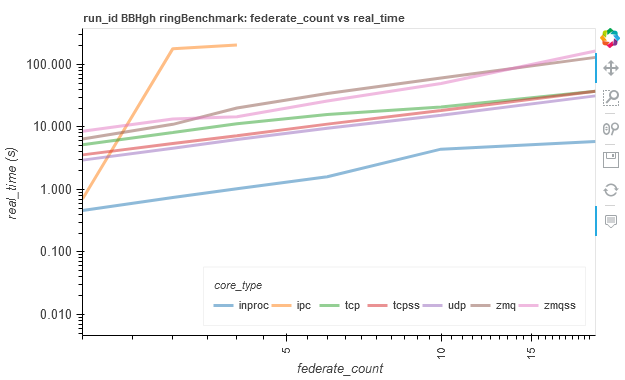 run_id BBHgh ringBenchmark: federate_count vs real_time
100.000
10.000
1.000
0.100
0.010
real_time (s)
core_type
inproc ipc tcp tcpss udp zmq zmqss
5 10 15
federate_count